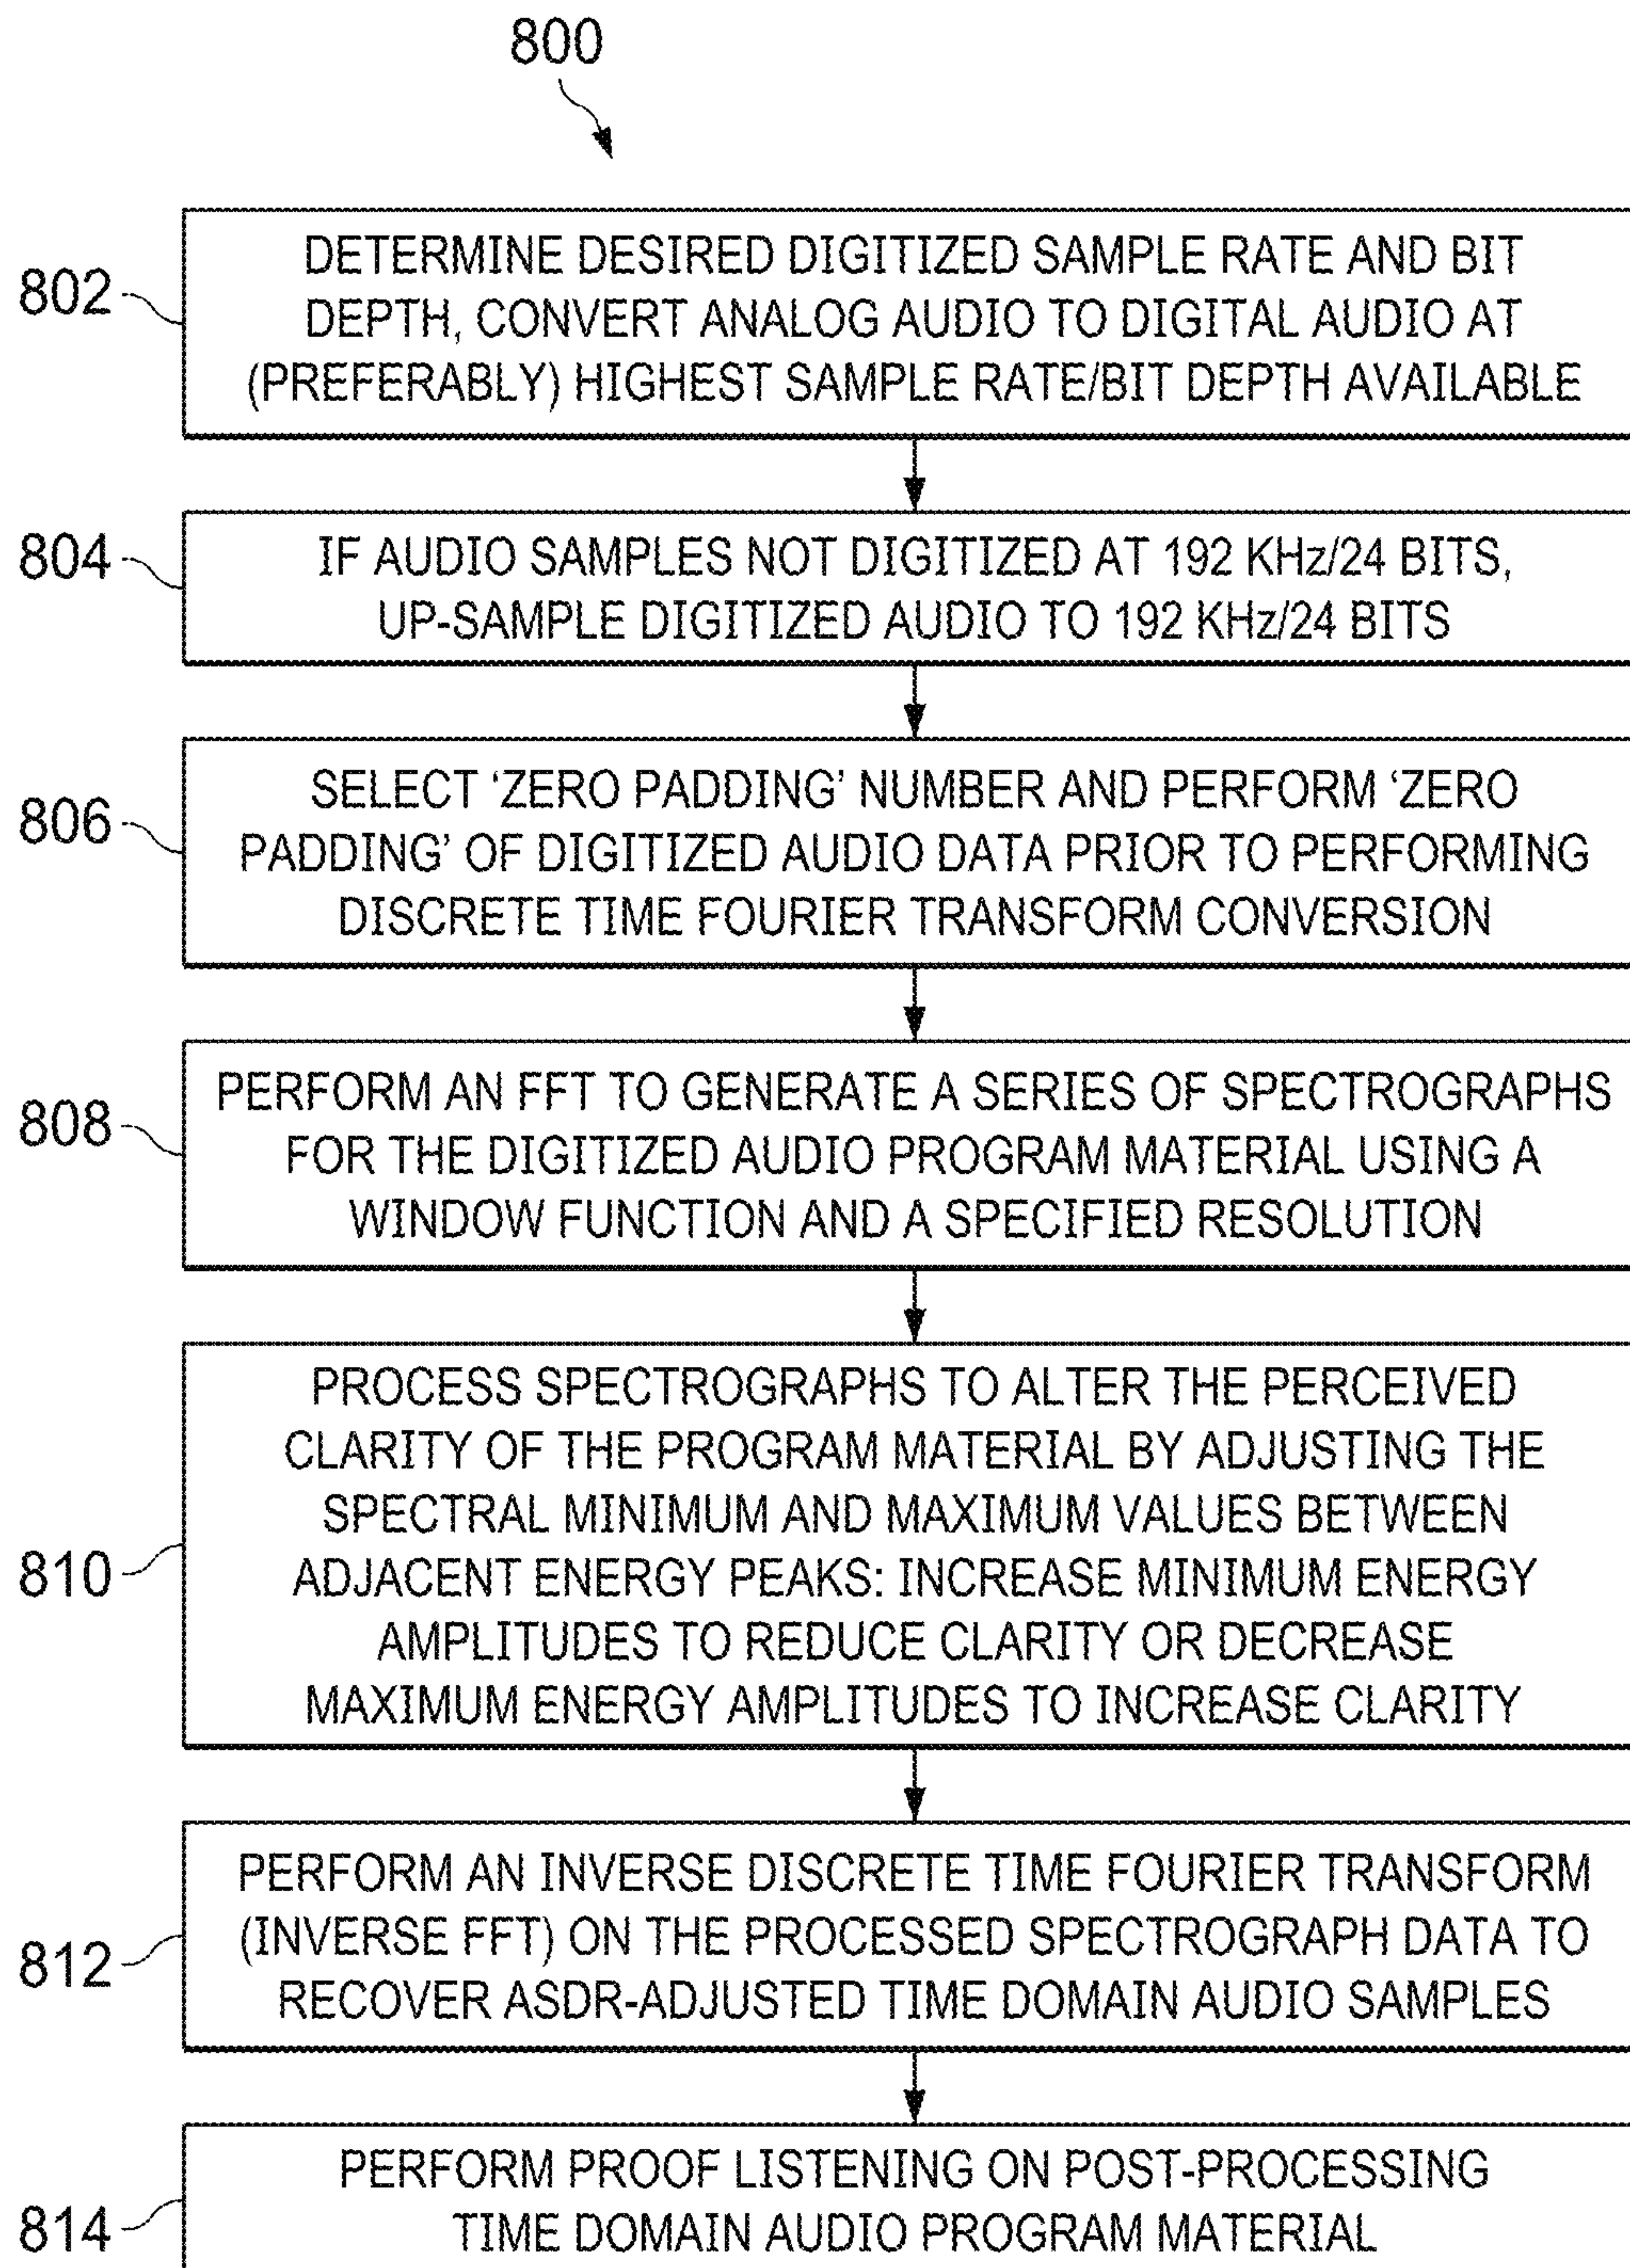 800
802
DETERMINE DESIRED DIGITIZED SAMPLE RATE AND BIT
DEPTH, CONVERT ANALOG AUDIO TO DIGITAL AUDIO AT
(PREFERABLY) HIGHEST SAMPLE RATE/BIT DEPTH AVAILABLE
804
IF AUDIO SAMPLES NOT DIGITIZED AT 192 KHz/24 BITS,
UP-SAMPLE DIGITIZED AUDIO TO 192 KHz/24 BITS
806
SELECT ‘ZERO PADDING’ NUMBER AND PERFORM ‘ZERO
PADDING’ OF DIGITIZED AUDIO DATA PRIOR TO PERFORMING
DISCRETE TIME FOURIER TRANSFORM CONVERSION
808
PERFORM AN FFT TO GENERATE A SERIES OF SPECTROGRAPHS
FOR THE DIGITIZED AUDIO PROGRAM MATERIAL USING A
WINDOW FUNCTION AND A SPECIFIED RESOLUTION
810
PROCESS SPECTROGRAPHS TO ALTER THE PERCEIVED
CLARITY OF THE PROGRAM MATERIAL BY ADJUSTING THE
SPECTRAL MINIMUM AND MAXIMUM VALUES BETWEEN
ADJACENT ENERGY PEAKS: INCREASE MINIMUM ENERGY
AMPLITUDES TO REDUCE CLARITY OR DECREASE
MAXIMUM ENERGY AMPLITUDES TO INCREASE CLARITY
812
PERFORM AN INVERSE DISCRETE TIME FOURIER TRANSFORM
(INVERSE FFT) ON THE PROCESSED SPECTROGRAPH DATA TO
RECOVER ASDR-ADJUSTED TIME DOMAIN AUDIO SAMPLES
814
PERFORM PROOF LISTENING ON POST-PROCESSING
TIME DOMAIN AUDIO PROGRAM MATERIAL